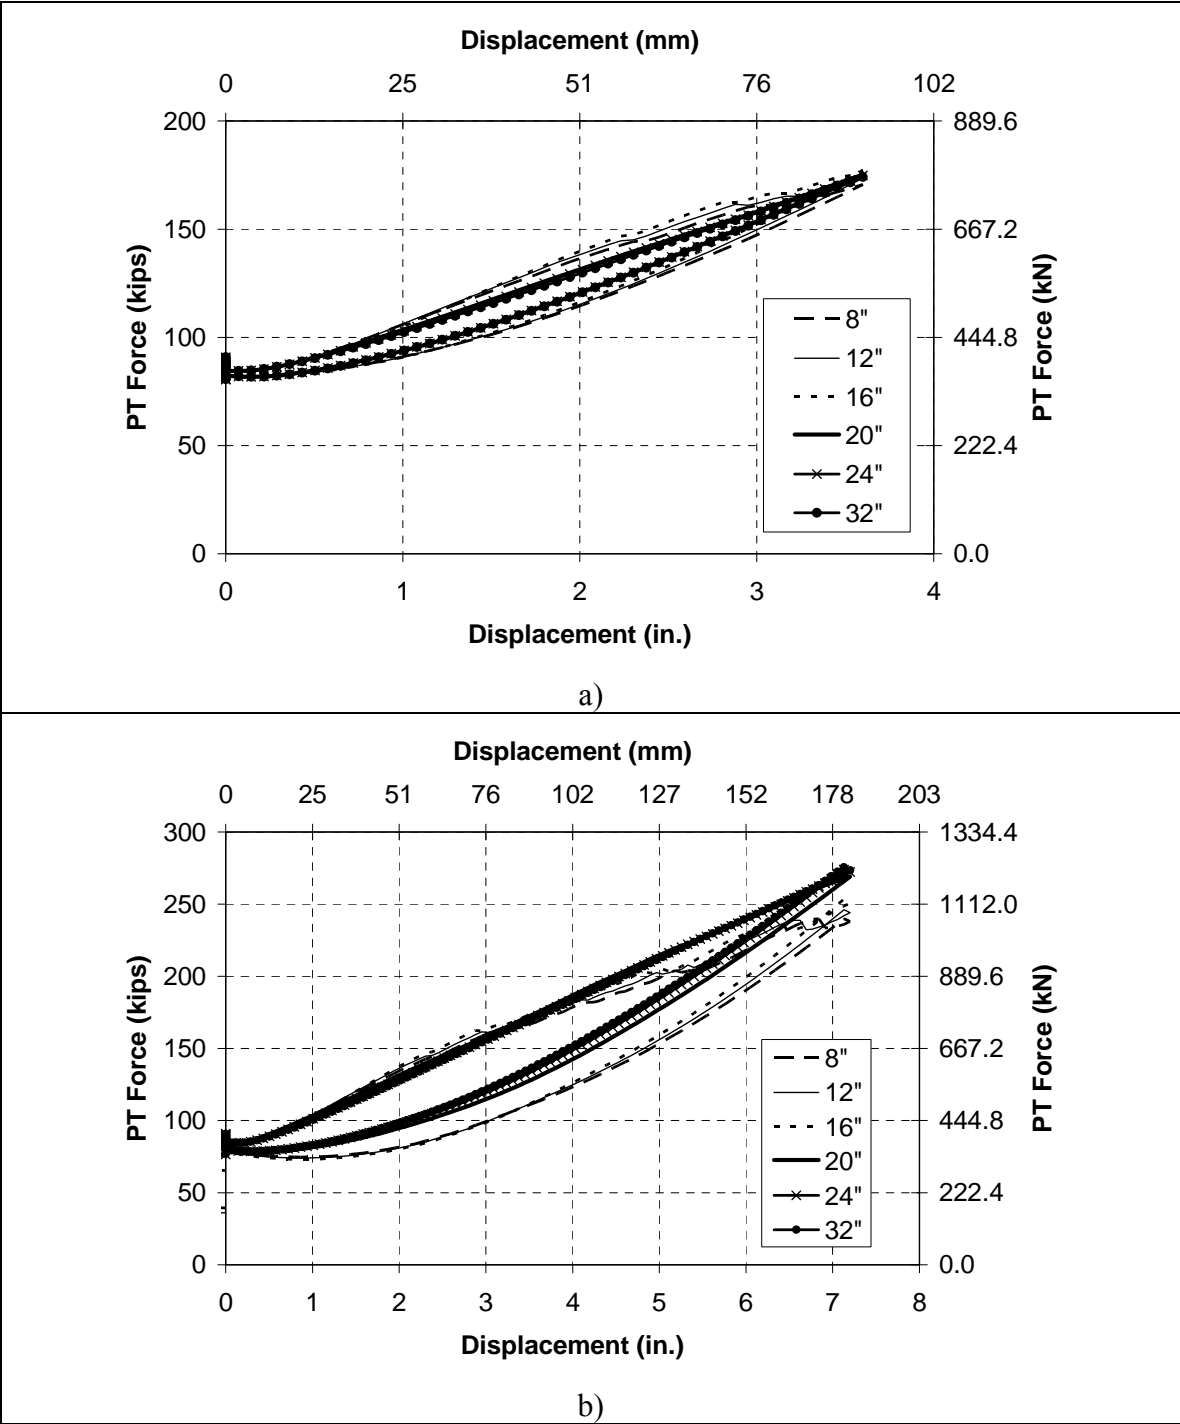 Displacement (mm)
0 25 51 76 102
200 889.6
150 667.2
100 444.8
50 222.4
0 0.0
PT Force (kips)
PT Force (kN)
8"
12"
16"
20"
24"
32"
0 1 2 3 4
Displacement (in.)
a)
Displacement (mm)
0 25 51 76 102 127 152 178 203
300 1334.4
250 1112.0
200 889.6
150 667.2
100 444.8
50 222.4
0 0.0
PT Force (kips)
PT Force (kN)
8"
12"
16"
20"
24"
32"
0 1 2 3 4 5 6 7 8
Displacement (in.)
b)